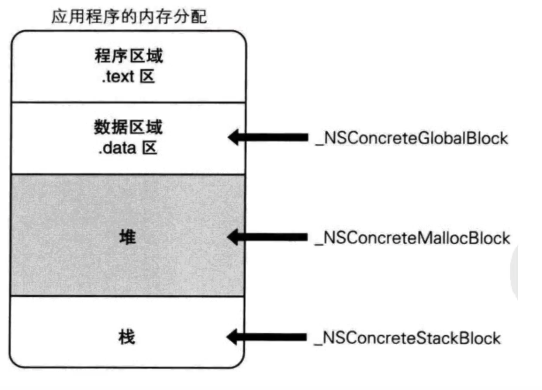 应用程序的内存分配
程序区域
.text 区
数据区域
.data 区
_NSConcreteGlobalBlock
堆
_NSConcreteMallocBlock
栈
_NSConcreteStackBlock